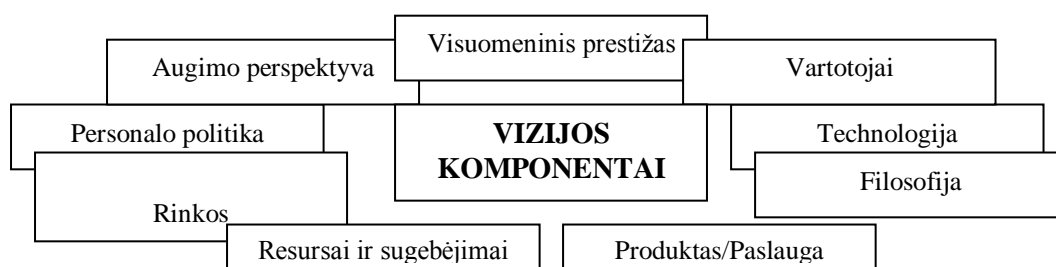 Visuomeninis prestižas
Augimo perspektyva
Vartotojai
Personalo politika
VIZIJOS
KOMPONENTAI
Technologija
Filosofija
Rinkos
Resursai ir sugebėjimai
Produktas/Paslauga